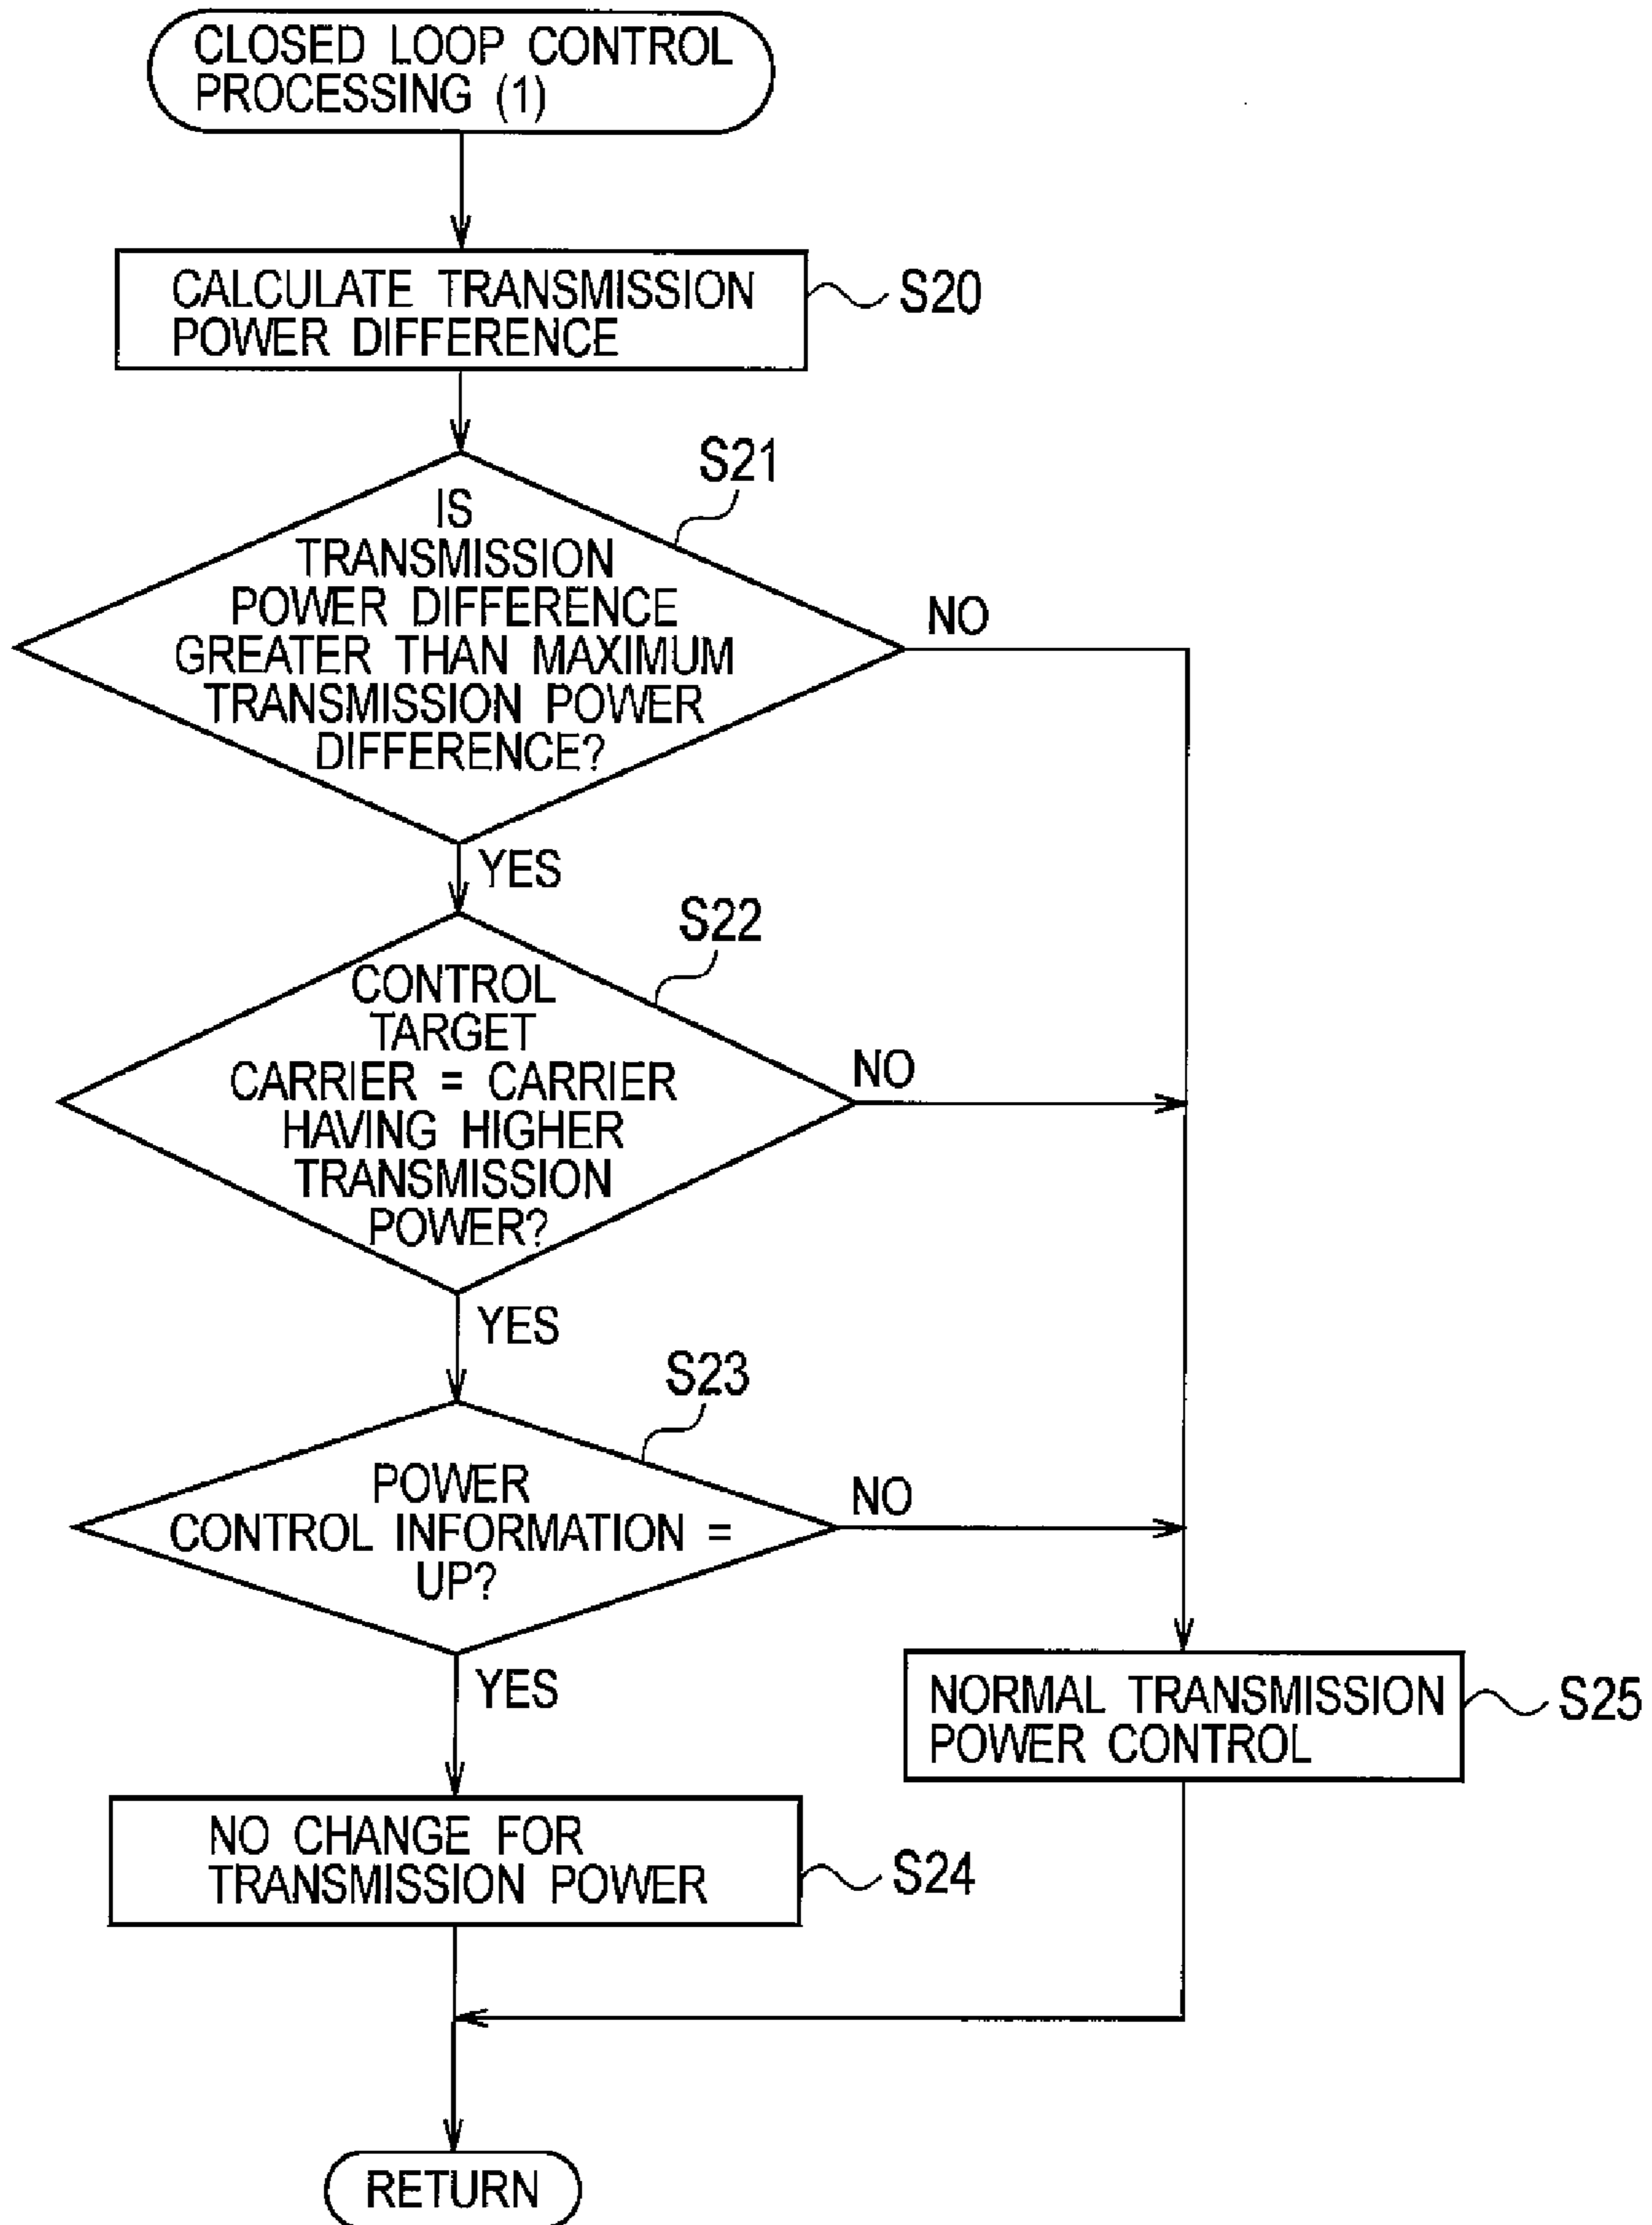 CLOSED LOOP CONTROL
PROCESSING (1)
CALCULATE TRANSMISSION
POWER DIFFERENCE
S20
S21
IS
TRANSMISSION
POWER DIFFERENCE
GREATER THAN MAXIMUM
TRANSMISSION POWER
DIFFERENCE?
NO
YES
S22
CONTROL
TARGET
CARRIER = CARRIER
HAVING HIGHER
TRANSMISSION
POWER?
NO
YES
S23
POWER
CONTROL INFORMATION =
UP?
NO
YES
NORMAL TRANSMISSION
POWER CONTROL
S25
NO CHANGE FOR
TRANSMISSION POWER
S24
RETURN